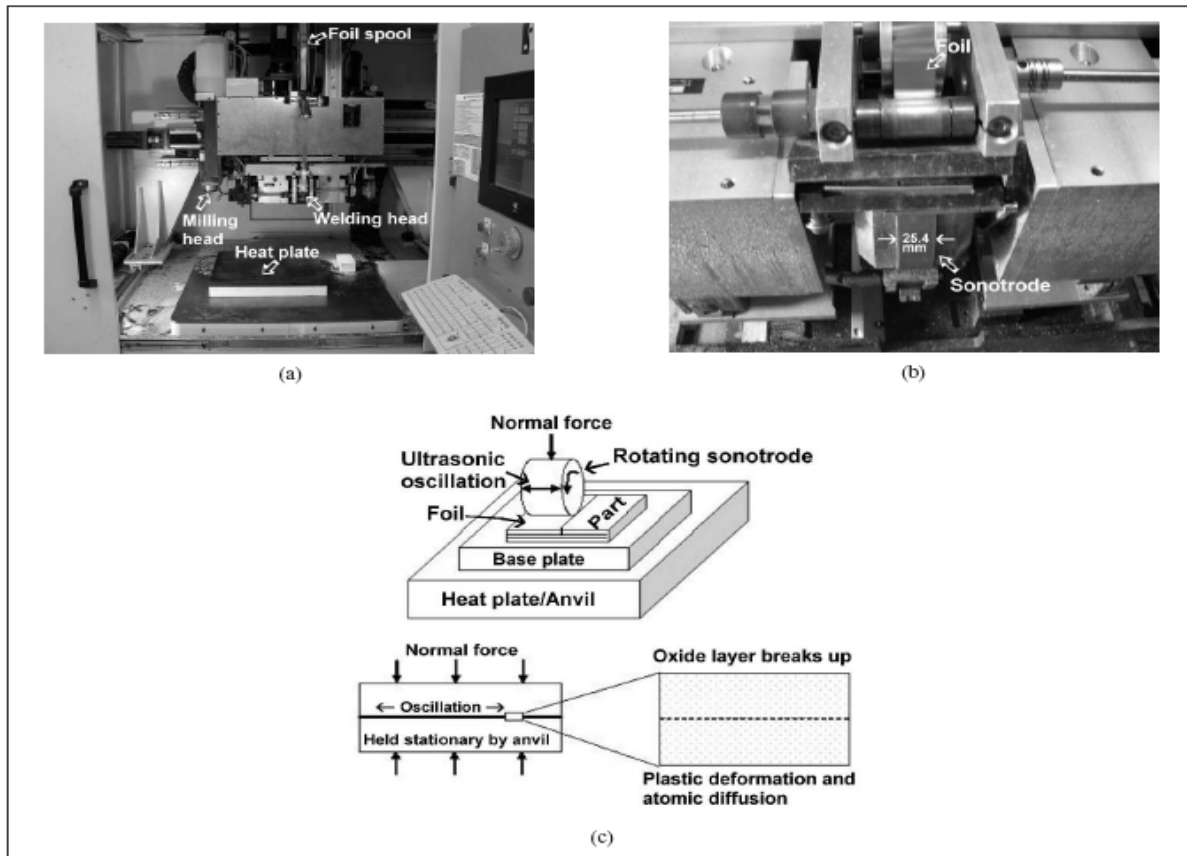 Foil spool
Milling
head
Welding head
Heat plate
(a)
Foil
25.4
mm
Sonotrode
(b)
Normal force
Ultrasonic
oscillation
Rotating sonotrode
Foil
Part
Base plate
Heat plate/Anvil
Normal force
Oscillation
Held stationary by anvil
Oxide layer breaks up
Plastic deformation and
atomic diffusion
(c)